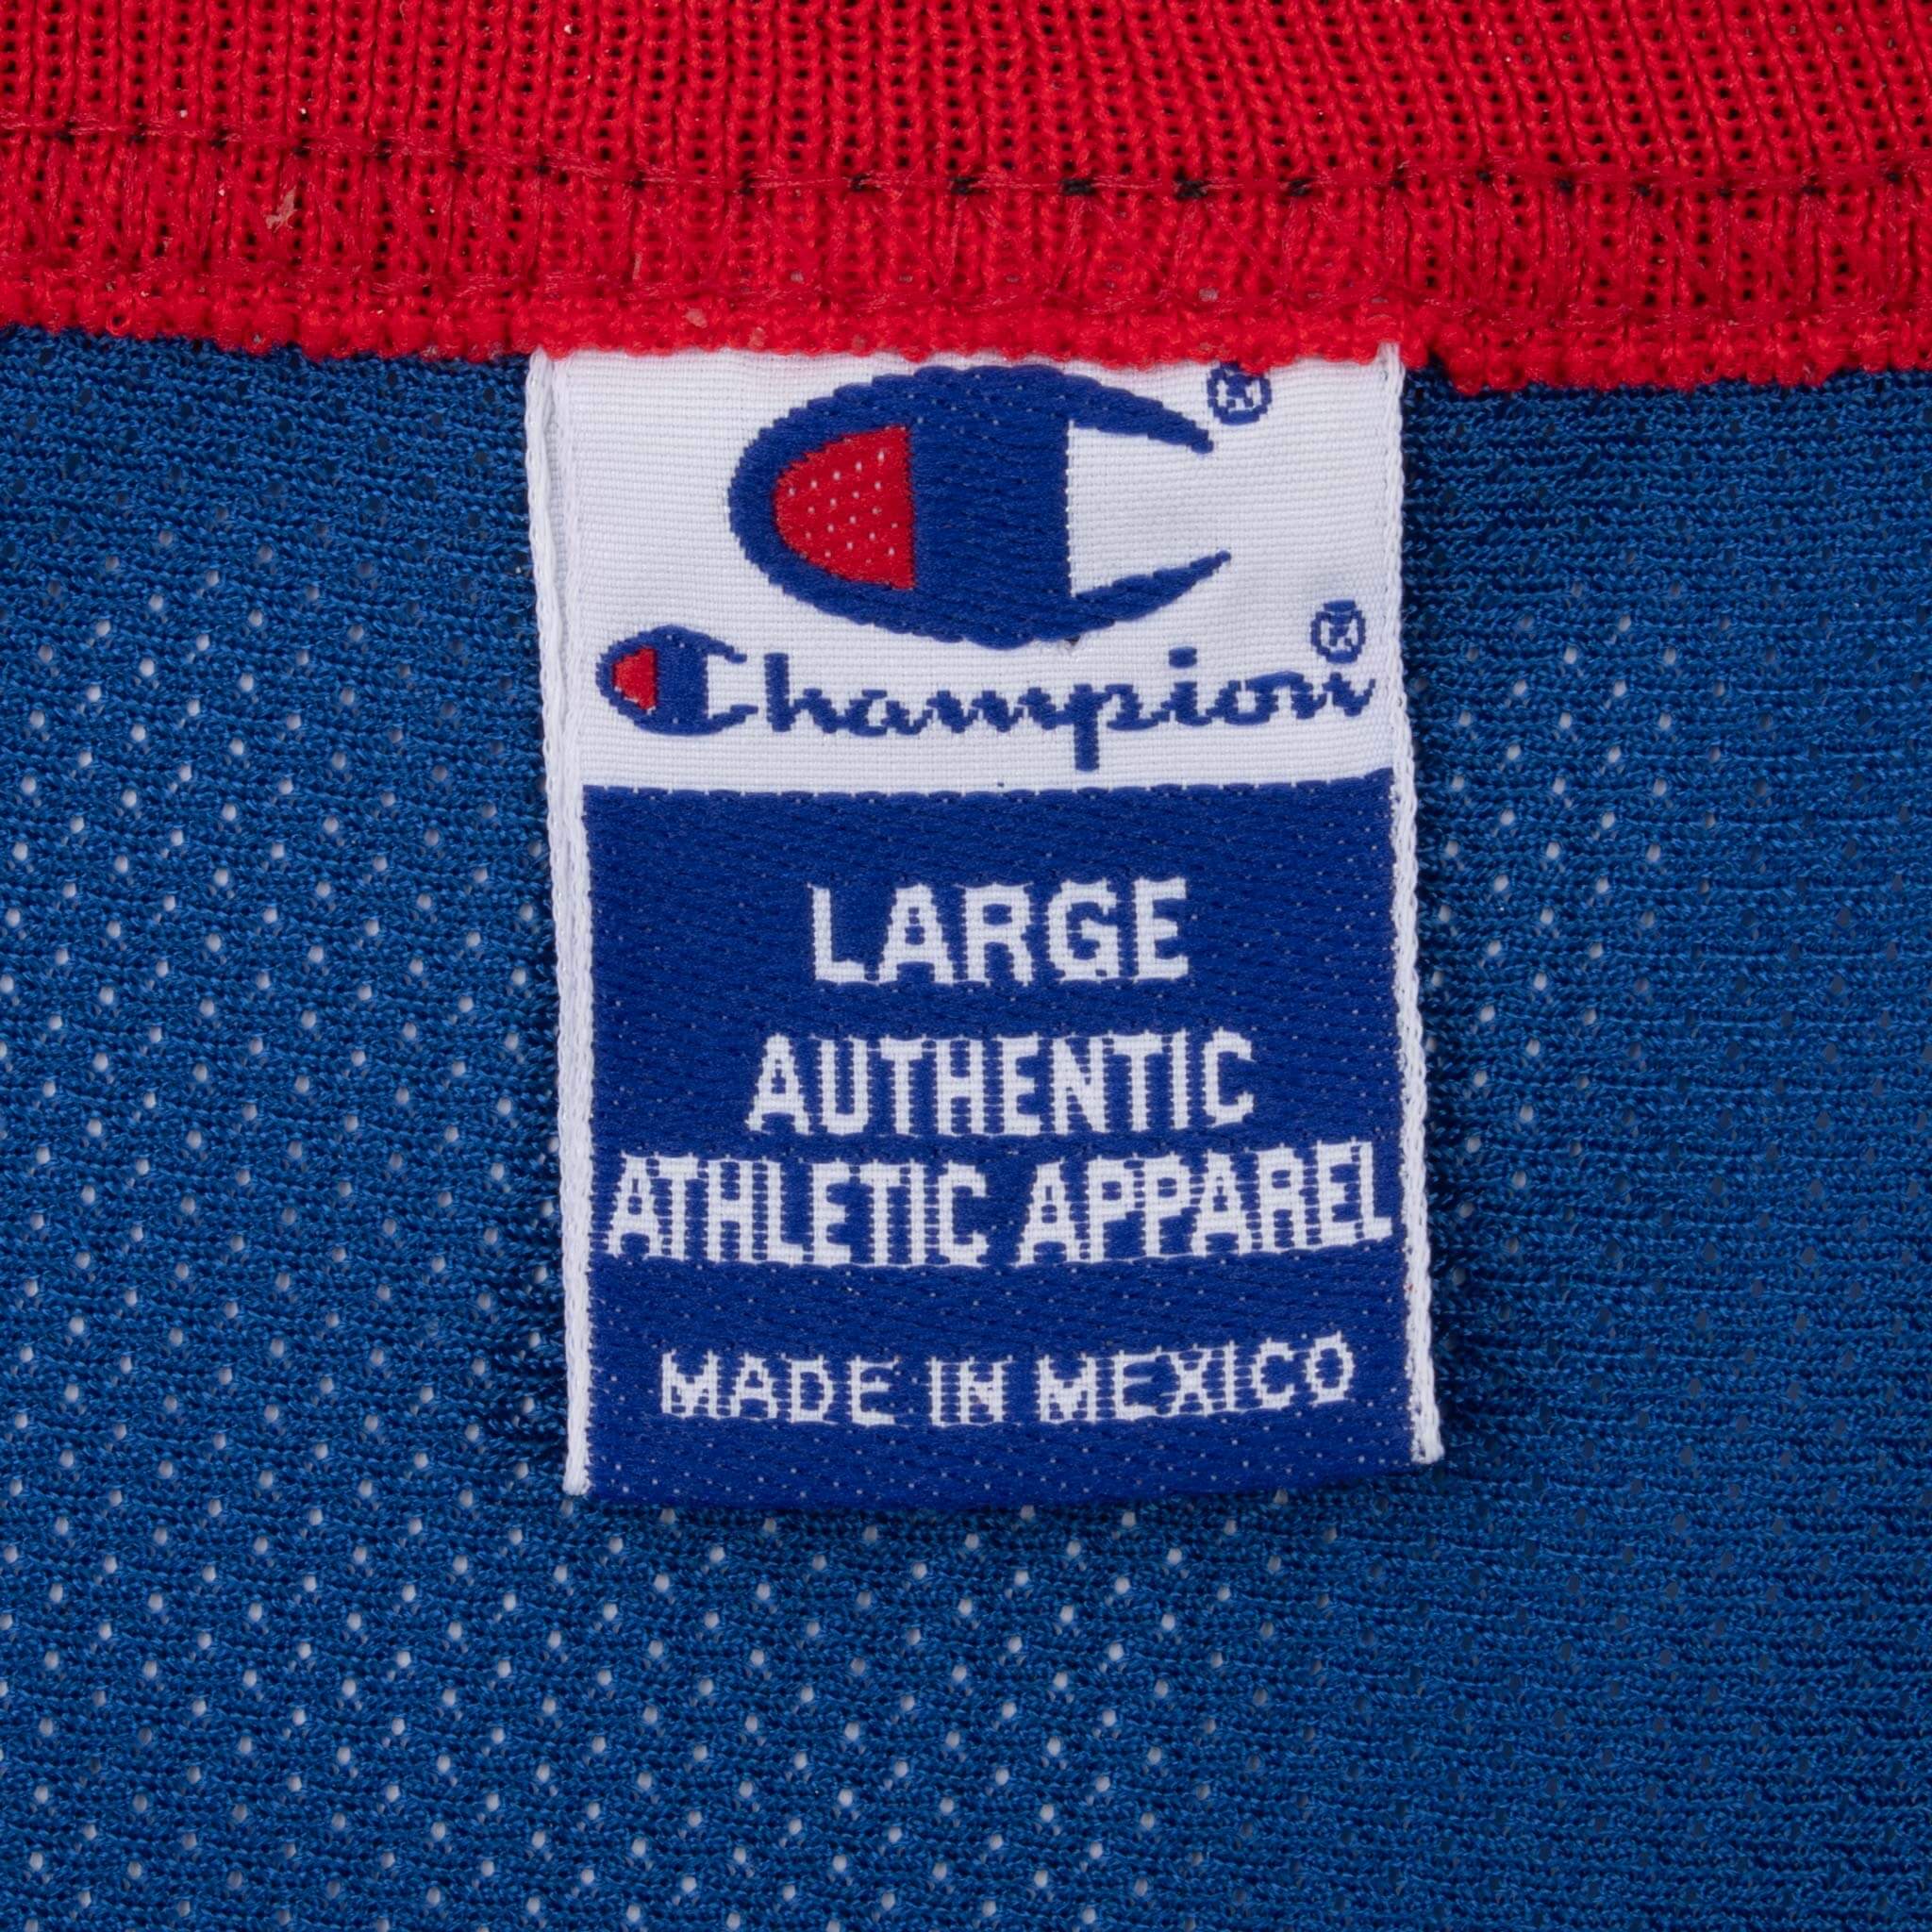 ®
Champion®
LARGE
AUTHENTIC
ATHLETIC APPAREL
MADE IN MEXICO